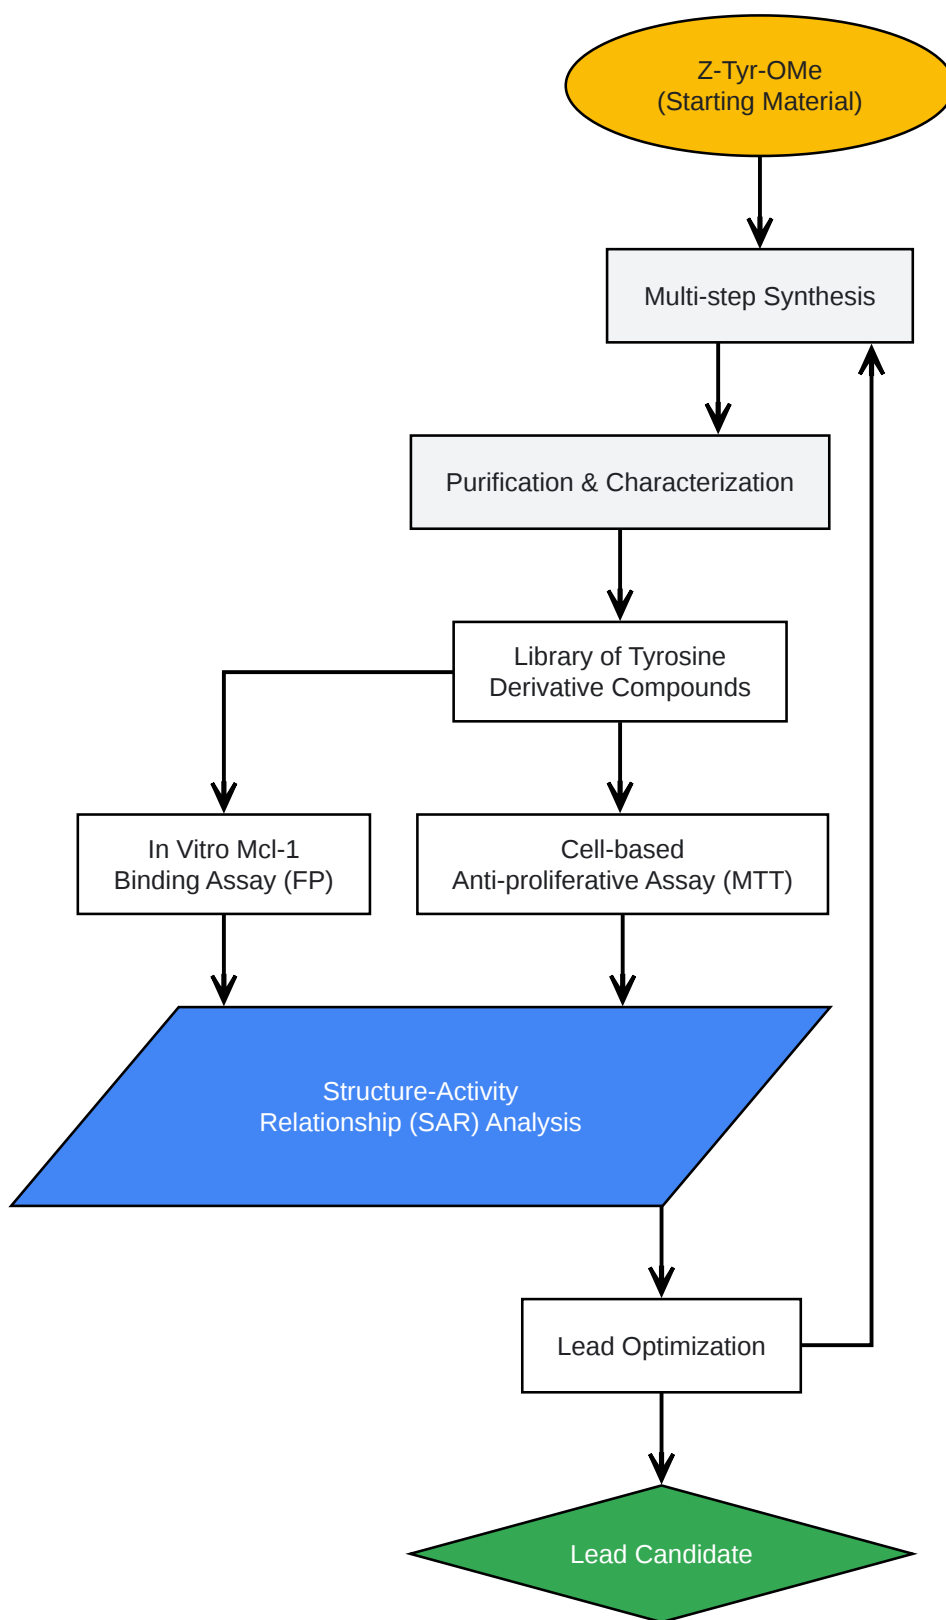 Z-Tyr-OMe
(Starting Material)
Multi-step Synthesis
Purification & Characterization
Library of Tyrosine
Derivative Compounds
In Vitro Mcl-1
Binding Assay (FP)
Cell-based
Anti-proliferative Assay (MTT)
Structure-Activity
Relationship (SAR) Analysis
Lead Optimization
Lead Candidate